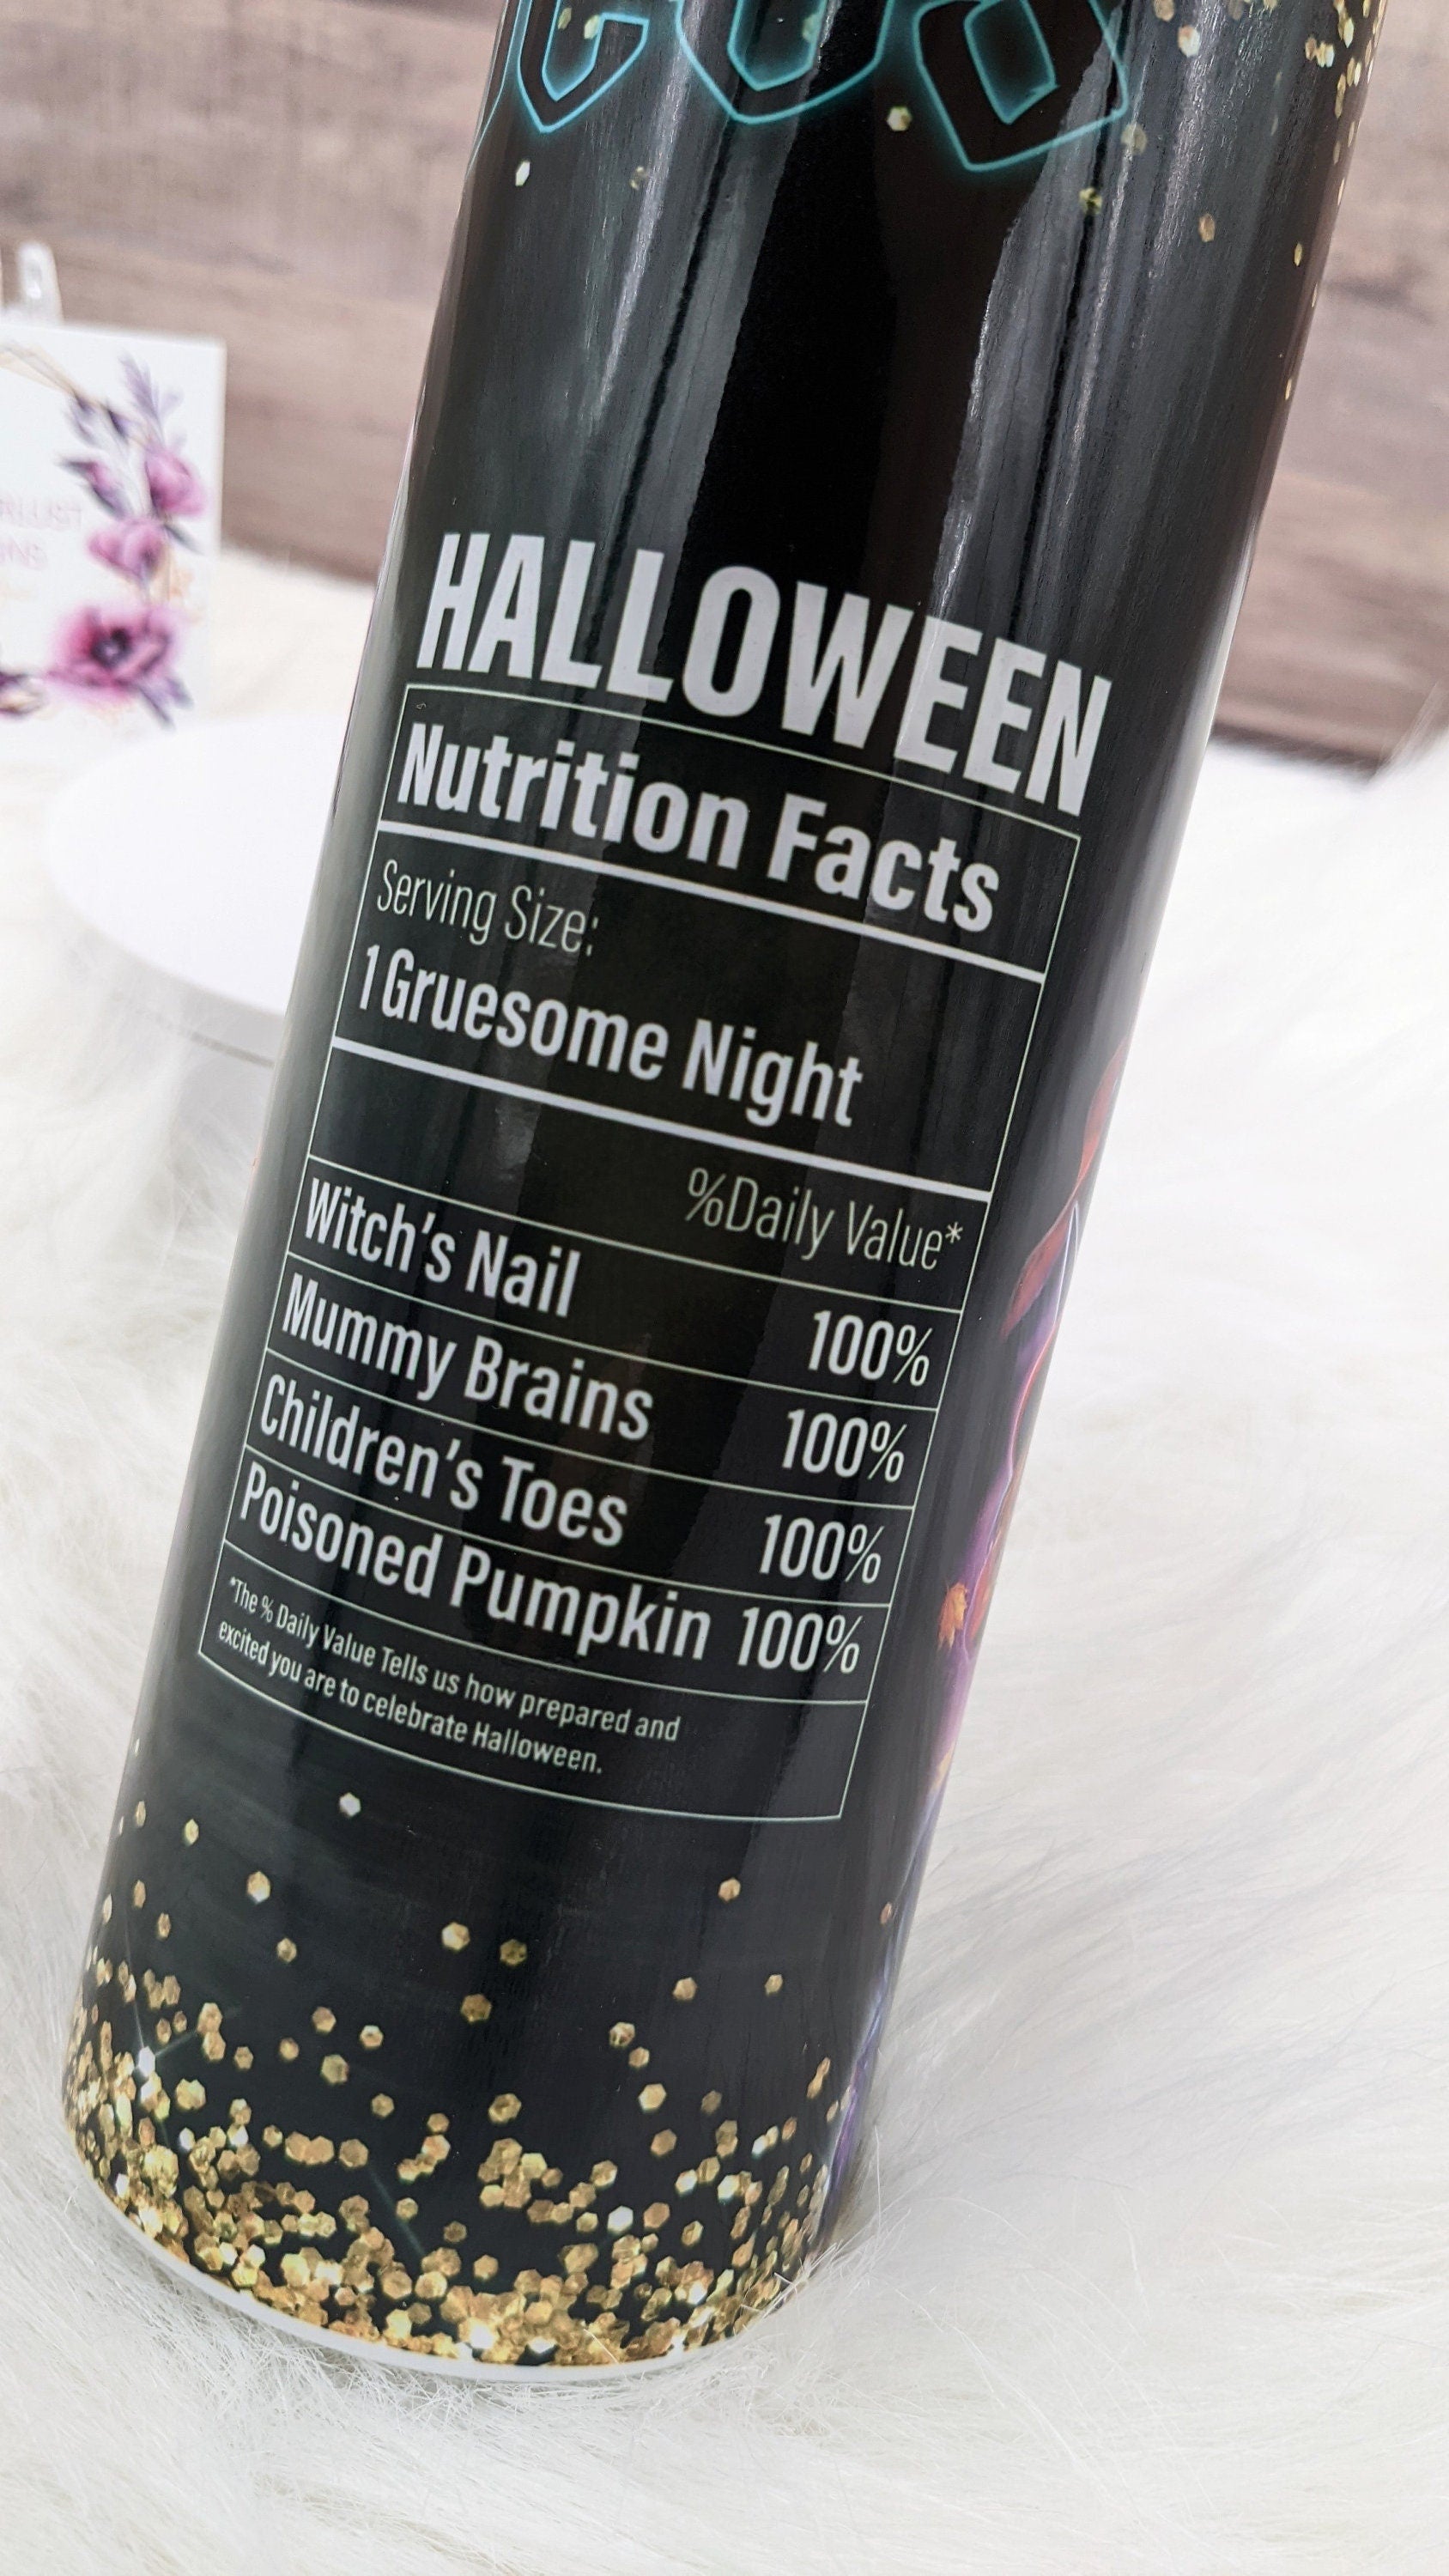 HALLOWEEN
Nutrition Facts
Serving Size:
1 Gruesome Night
%Daily Value*
Witch's Nail 100%
Mummy Brains 100%
Children's Toes 100%
Poisoned Pumpkin 100%
*The % Daily Value Tells us how prepared and
excited you are to celebrate Halloween.